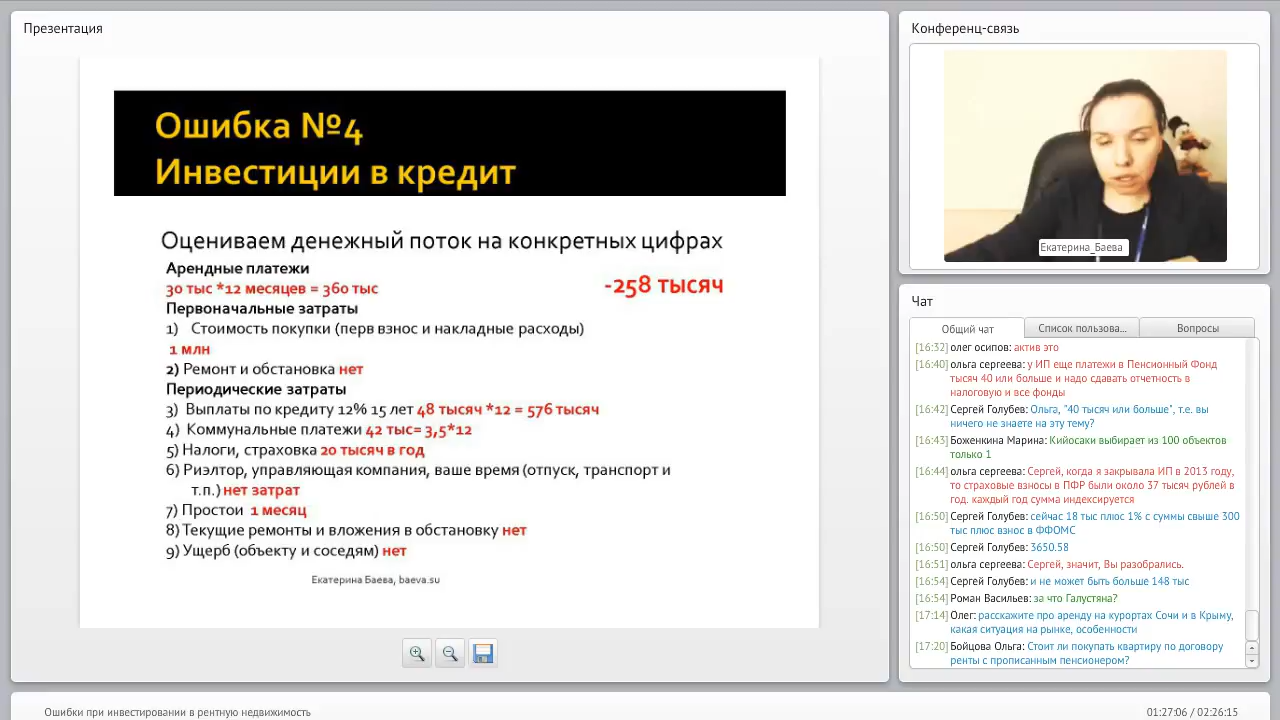 Презентация
Ошибка №4
Инвестиции в кредит
Оцениваем денежный поток на конкретных цифрах
Арендные платежи
30 тыс *12 месяцев = 360 тыс
-258 тысяч
Первоначальные затраты
1) Стоимость покупки (перв взнос и накладные расходы)
1 млн
2) Ремонт и обстановка нет
Периодические затраты
3) Выплаты по кредиту 12% 15 лет 48 тысяч *12 = 576 тысяч
4) Коммунальные платежи 42 тыс= 3,5*12
5) Налоги, страховка 20 тысяч в год
6) Риэлтор, управляющая компания, ваше время (отпуск, транспорт и
т.п.) нет затрат
7) Простои 1 месяц
8) Текущие ремонты и вложения в обстановку нет
9) Ущерб (объекту и соседям) нет
Екатерина Баева, baeva.su
Конференц-связь
Екатерина_Баева
Чат
Общий чат
Список пользова...
Вопросы
[16:32] олег осипов: актив это
[16:40] ольга сергеева: у ИП еще платежи в Пенсионный Фонд
тысяч 40 или больше и надо сдавать отчетность в
налоговую и все фонды
[16:42] Сергей Голубев: Ольга, "40 тысяч или больше", т.е. вы
ничего не знаете на эту тему?
[16:43] Боженкина Марина: Кийосаки выбирает из 100 объектов
только 1
[16:44] ольга сергеева: Сергей, когда я закрывала ИП в 2013 году,
то страховые взносы в ПФР были около 37 тысяч рублей в
год. каждый год сумма индексируется
[16:50] Сергей Голубев: сейчас 18 тыс плюс 1% с суммы свыше 300
тыс плюс взнос в ФФОМС
[16:50] Сергей Голубев: 3650.58
[16:51] ольга сергеева: Сергей, значит, Вы разобрались.
[16:54] Сергей Голубев: и не может быть больше 148 тыс
[16:54] Роман Васильев: за что Галустяна?
[17:14] Олег: расскажите про аренду на курортах Сочи и в Крыму,
какая ситуация на рынке, особенности
[17:20] Бойцова Ольга: Стоит ли покупать квартиру по договору
ренты с прописанным пенсионером?
Ошибки при инвестировании в рентную недвижимость
01:27:06 / 02:26:15